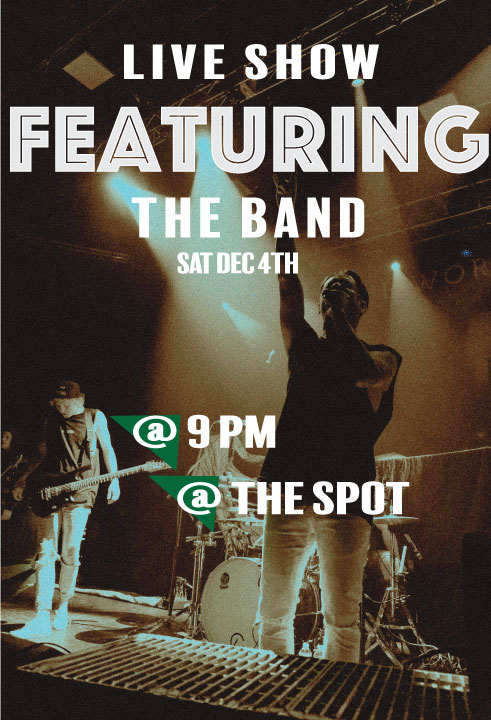 LIVE SHOW
FEATURING
THE BAND
SAT DEC 4TH
@ 9 PM
@ THE SPOT